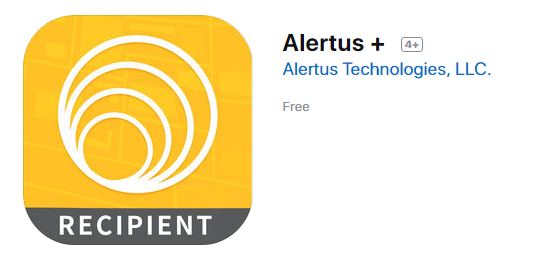 Alertus + 4+
Alertus Technologies, LLC.
Free
RECIPIENT